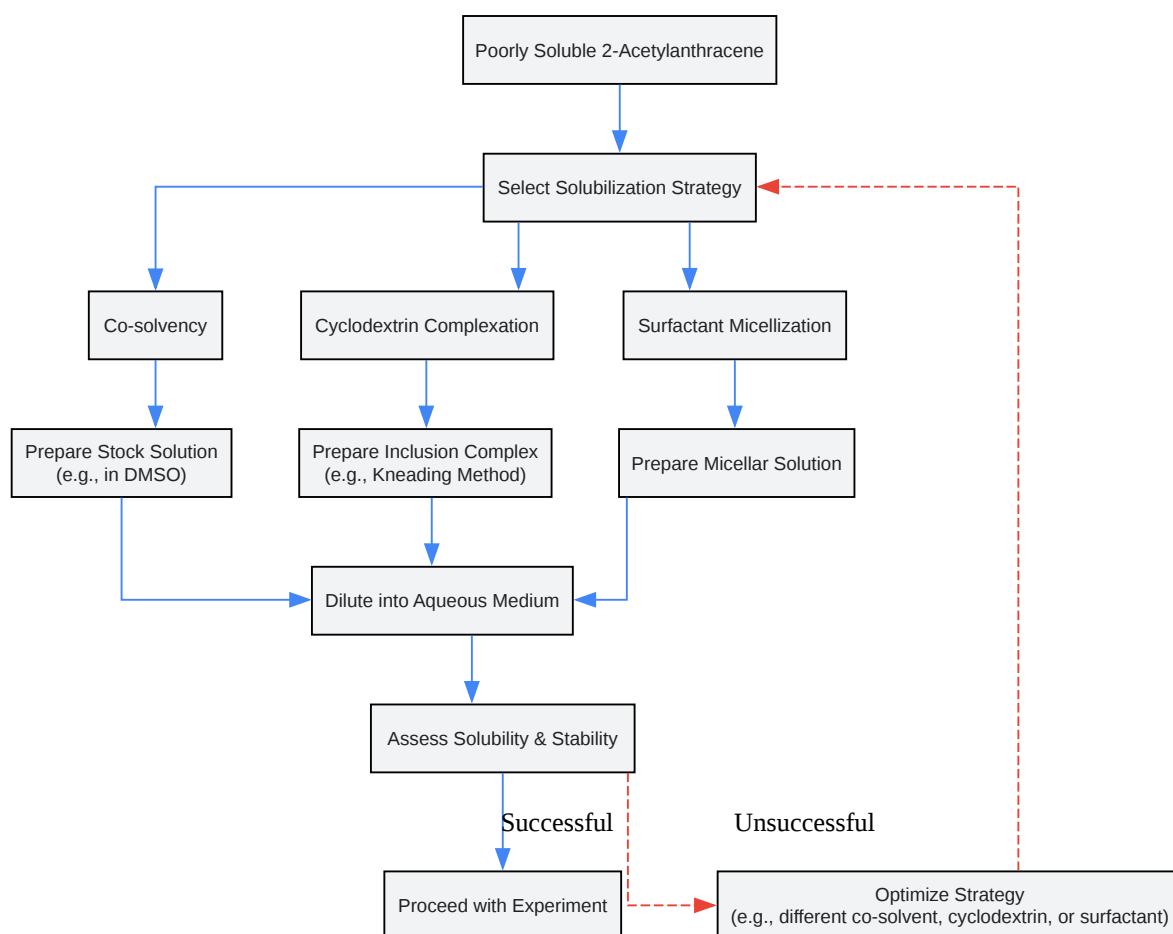 Poorly Soluble 2-Acetylanthracene
Select Solubilization Strategy
Co-solvency
Cyclodextrin Complexation
Surfactant Micellization
Prepare Stock Solution
(e.g., in DMSO)
Prepare Inclusion Complex
(e.g., Kneading Method)
Prepare Micellar Solution
Dilute into Aqueous Medium
Assess Solubility & Stability
Successful
Unsuccessful
Proceed with Experiment
Optimize Strategy
(e.g., different co-solvent, cyclodextrin, or surfactant)